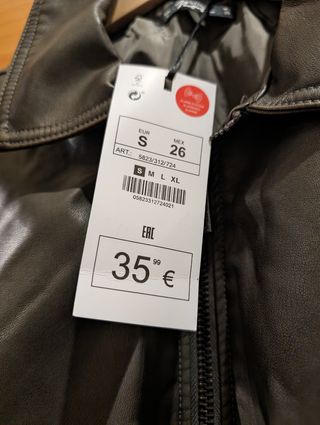 EUR MEX
S 26
ART.: 5823/312/724
S M L XL
05823312724021
EAC
35 99 €